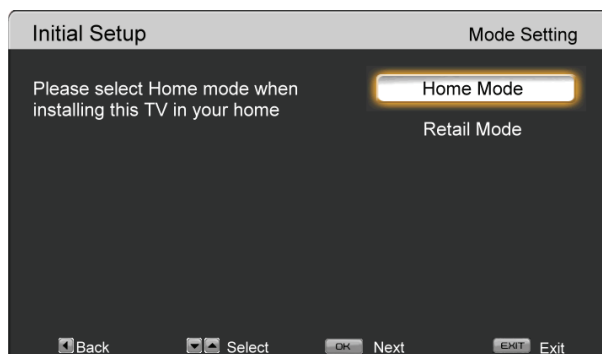 Initial Setup
Mode Setting
Please select Home mode when
installing this TV in your home
Home Mode
Retail Mode
Back Select OK Next EXIT Exit